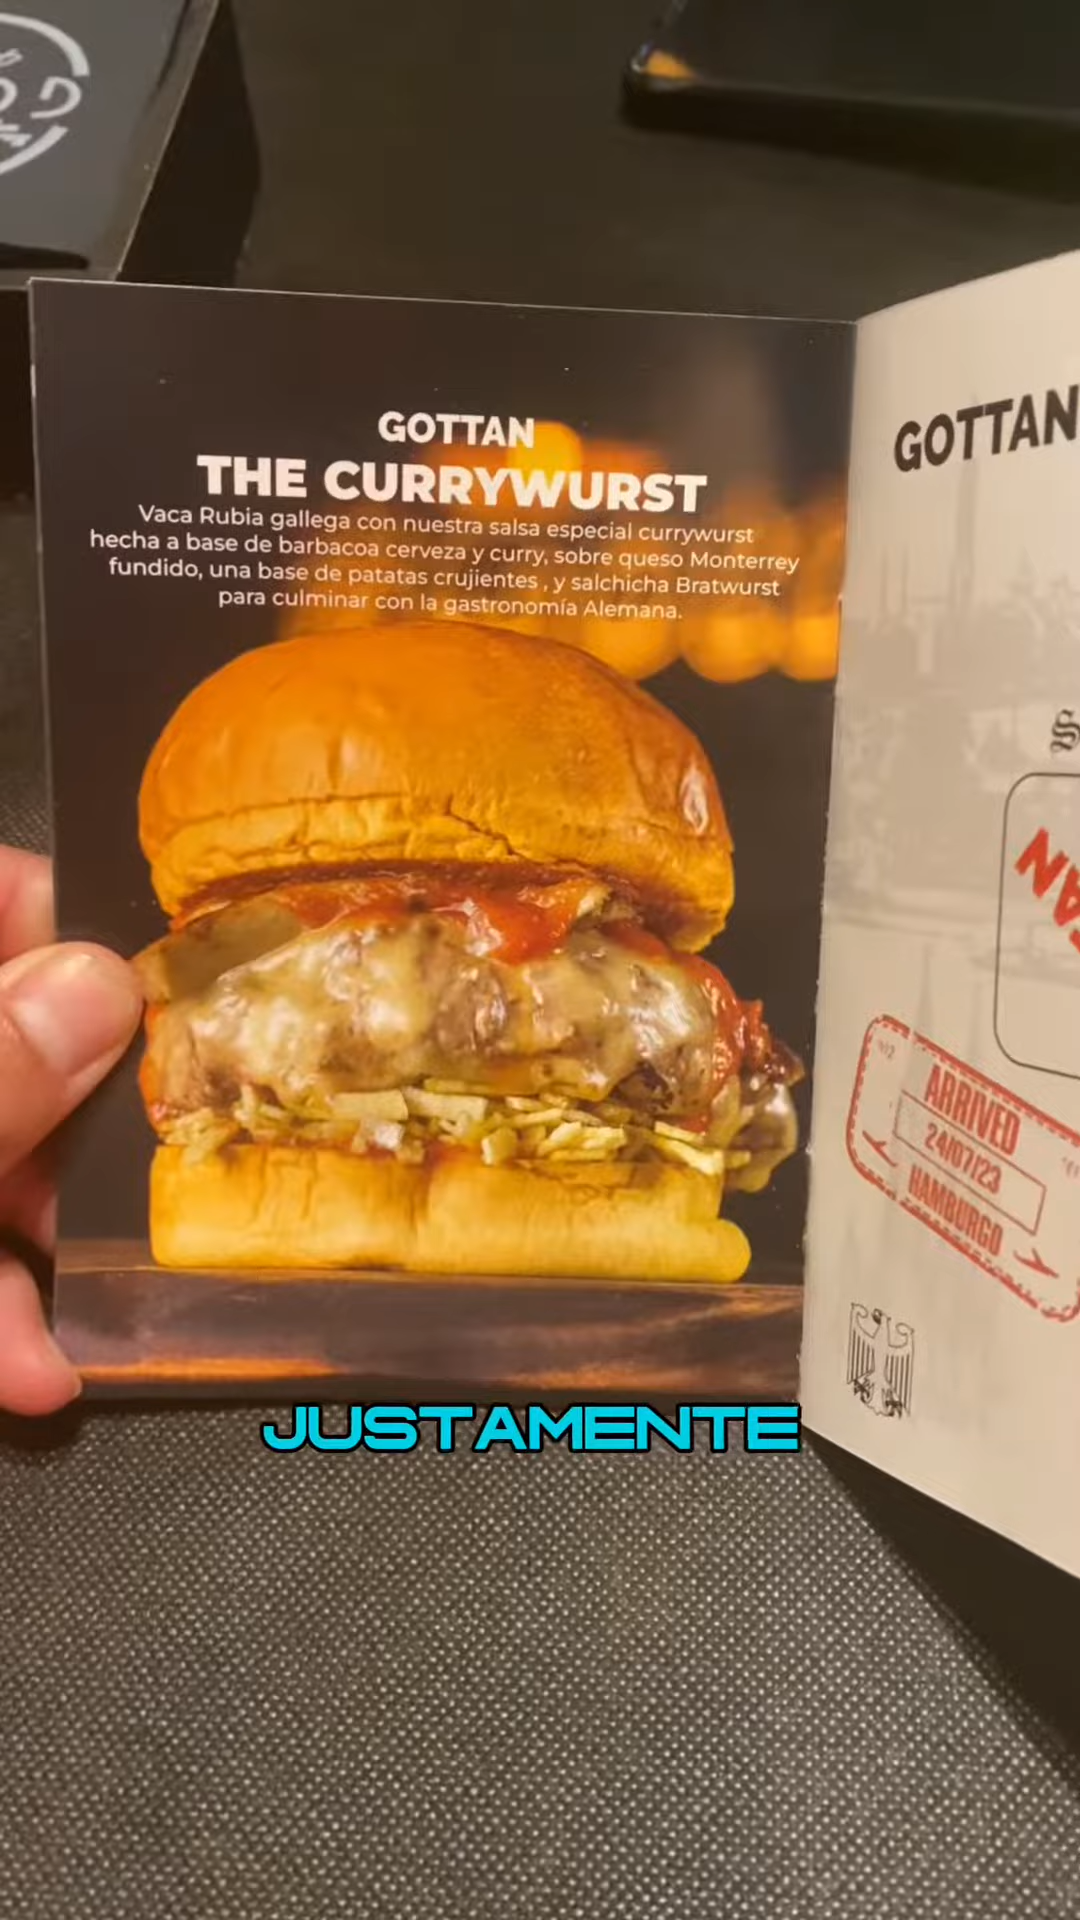 GOTTAN
THE CURRYWURST
Vaca Rubia gallega con nuestra salsa especial currywurst
hecha a base de barbacoa cerveza y curry, sobre queso Monterrey
fundido, una base de patatas crujientes , y salchicha Bratwurst
para culminar con la gastronomía Alemana.
GOTTAN
ARRIVED
24/07/23
HAMBURGO
JUSTAMENTE